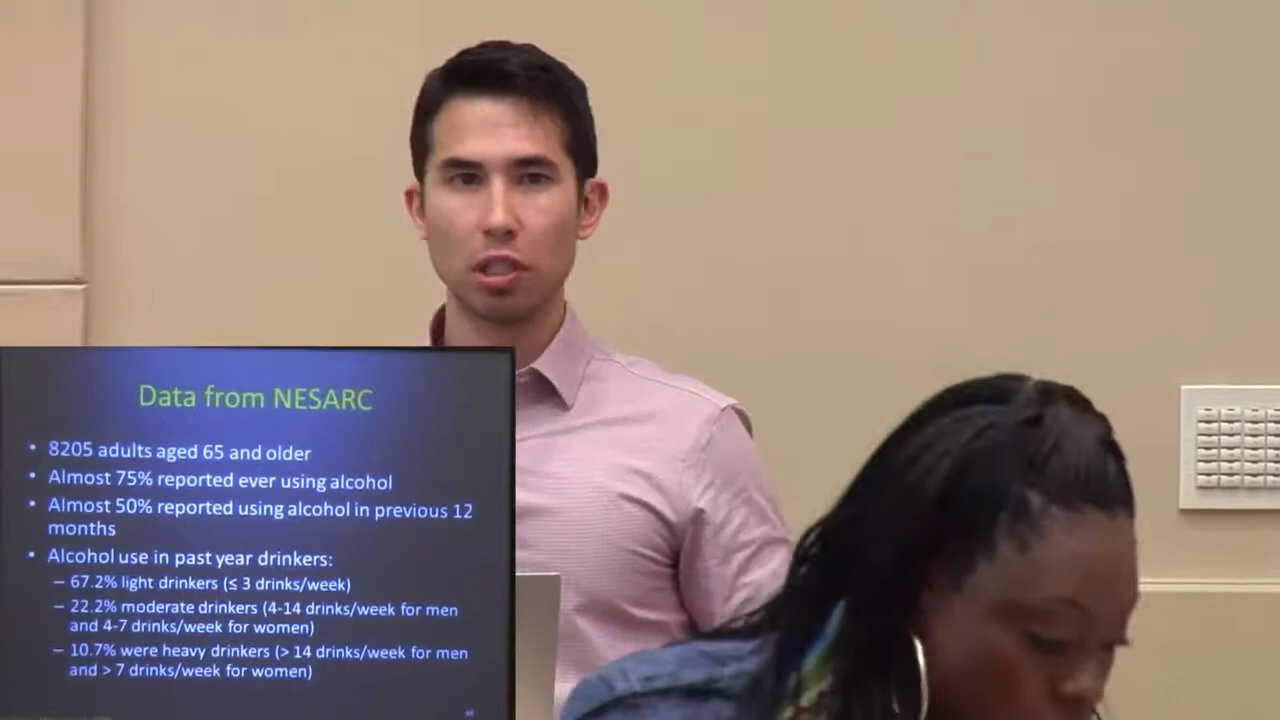 Data from NESARC
• 8205 adults aged 65 and older
• Almost 75% reported ever using alcohol
• Almost 50% reported using alcohol in previous 12
months
• Alcohol use in past year drinkers:
– 67.2% light drinkers (≤ 3 drinks/week)
– 22.2% moderate drinkers (4-14 drinks/week for men
and 4-7 drinks/week for women)
– 10.7% were heavy drinkers (> 14 drinks/week for men
and > 7 drinks/week for women)